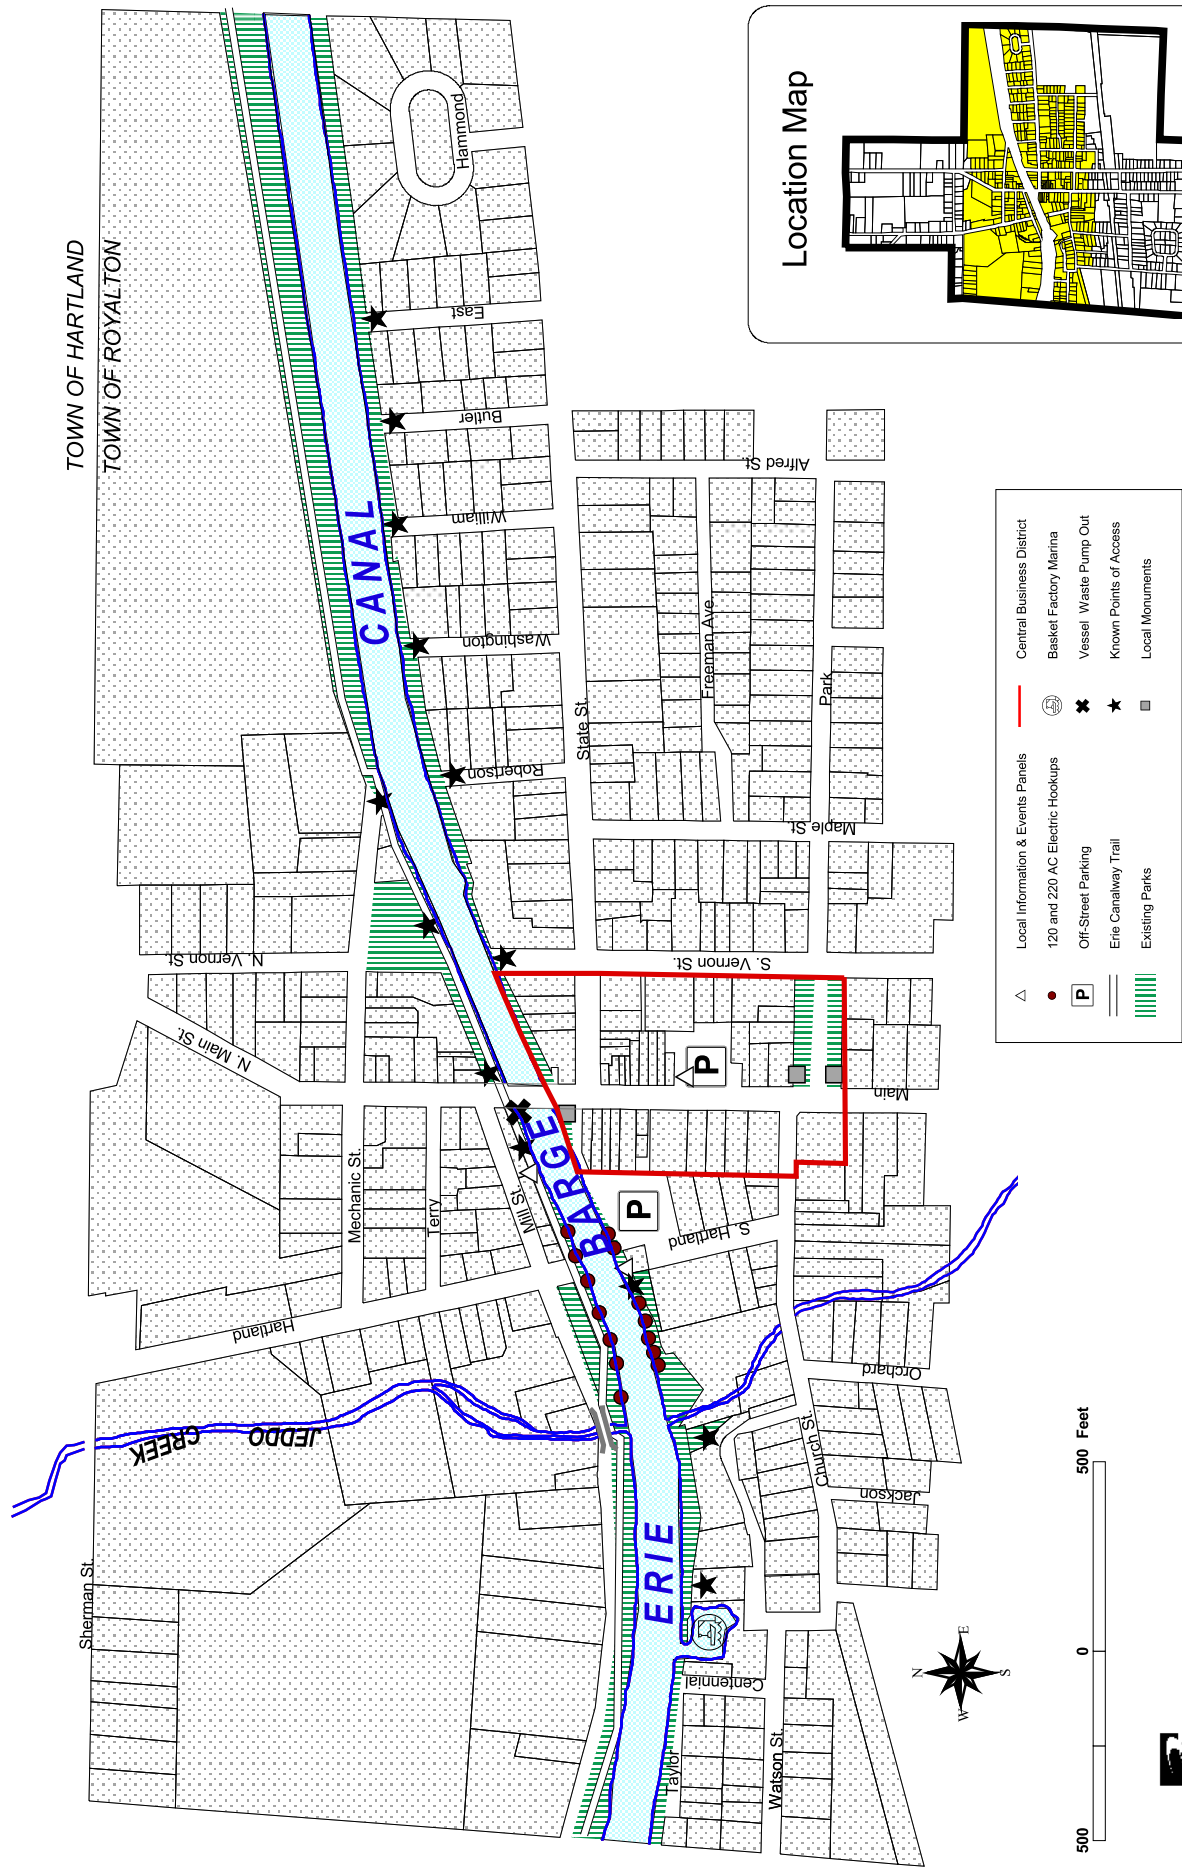 TOWN OF HARTLAND
TOWN OF ROYALTON
Location Map
Hammond
East
Butler
William
Washington
Robertson
State St.
Alfred St.
Freeman Ave.
Park
Maple St
N. Vernon St.
S. Vernon St.
N. Main St.
Main
Mechanic St.
Terry
Mill St.
Hartland
S. Hartland
Orchard
Church St.
Jackson
Sherman St.
Centennial
Taylor
Watson St.
JEDDO
CREEK
ERIE
BARGE
CANAL
P
P
Local Information & Events Panels
120 and 220 AC Electric Hookups
P
Off-Street Parking
Erie Canalway Trail
Existing Parks
Central Business District
Basket Factory Marina
Vessel Waste Pump Out
Known Points of Access
Local Monuments
N
E
S
W
500
0
500 Feet